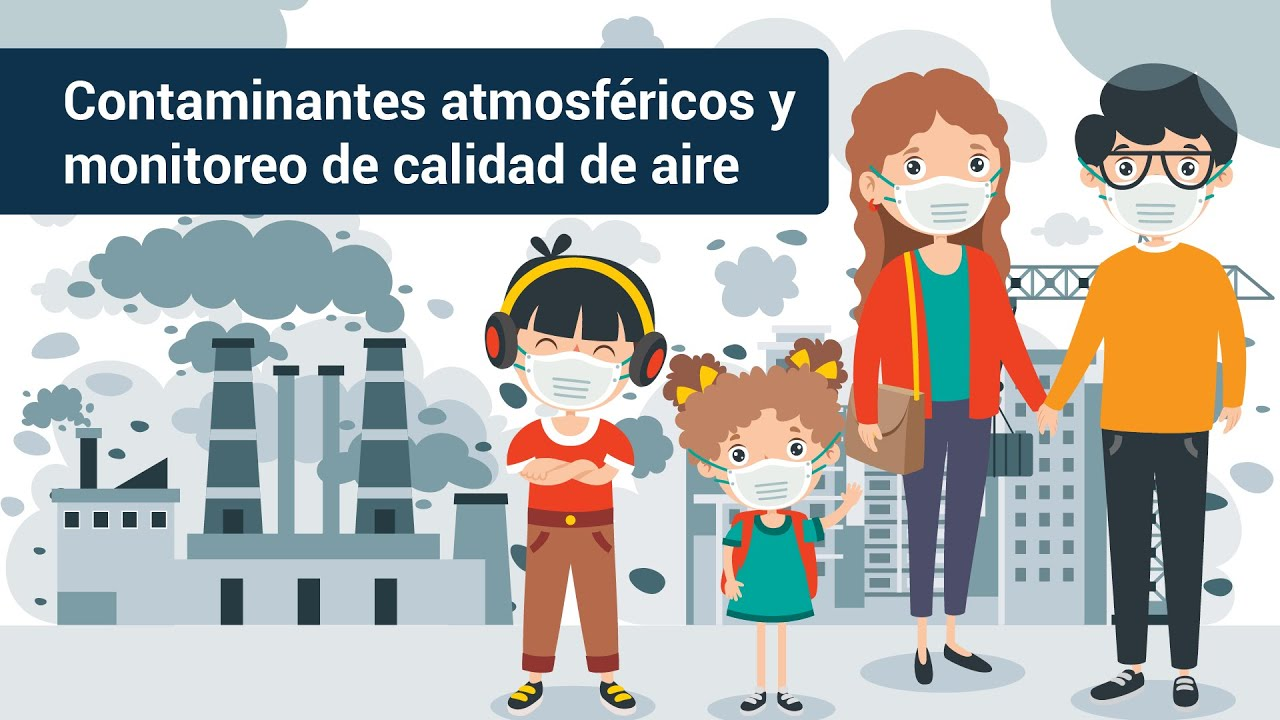 Contaminantes atmosféricos y
monitoreo de calidad de aire